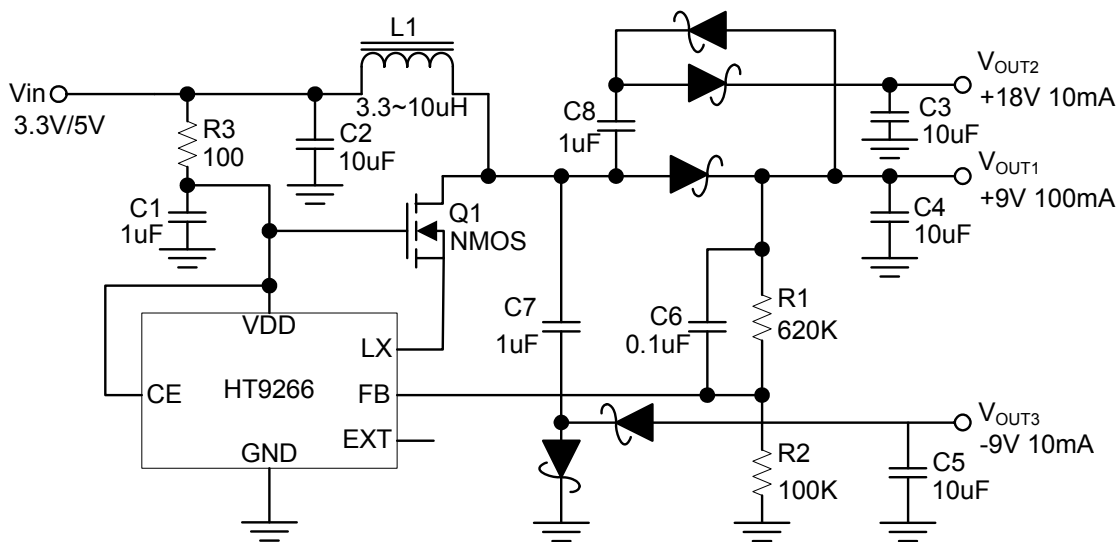 L1
3.3~10uH
Vin
3.3V/5V
R3
100
C2
10uF
C1
1uF
Q1
NMOS
C8
1uF
VOUT2
+18V 10mA
C3
10uF
VOUT1
+9V 100mA
C4
10uF
C7
1uF
C6
0.1uF
R1
620K
VDD
LX
CE
HT9266
FB
EXT
GND
R2
100K
VOUT3
-9V 10mA
C5
10uF